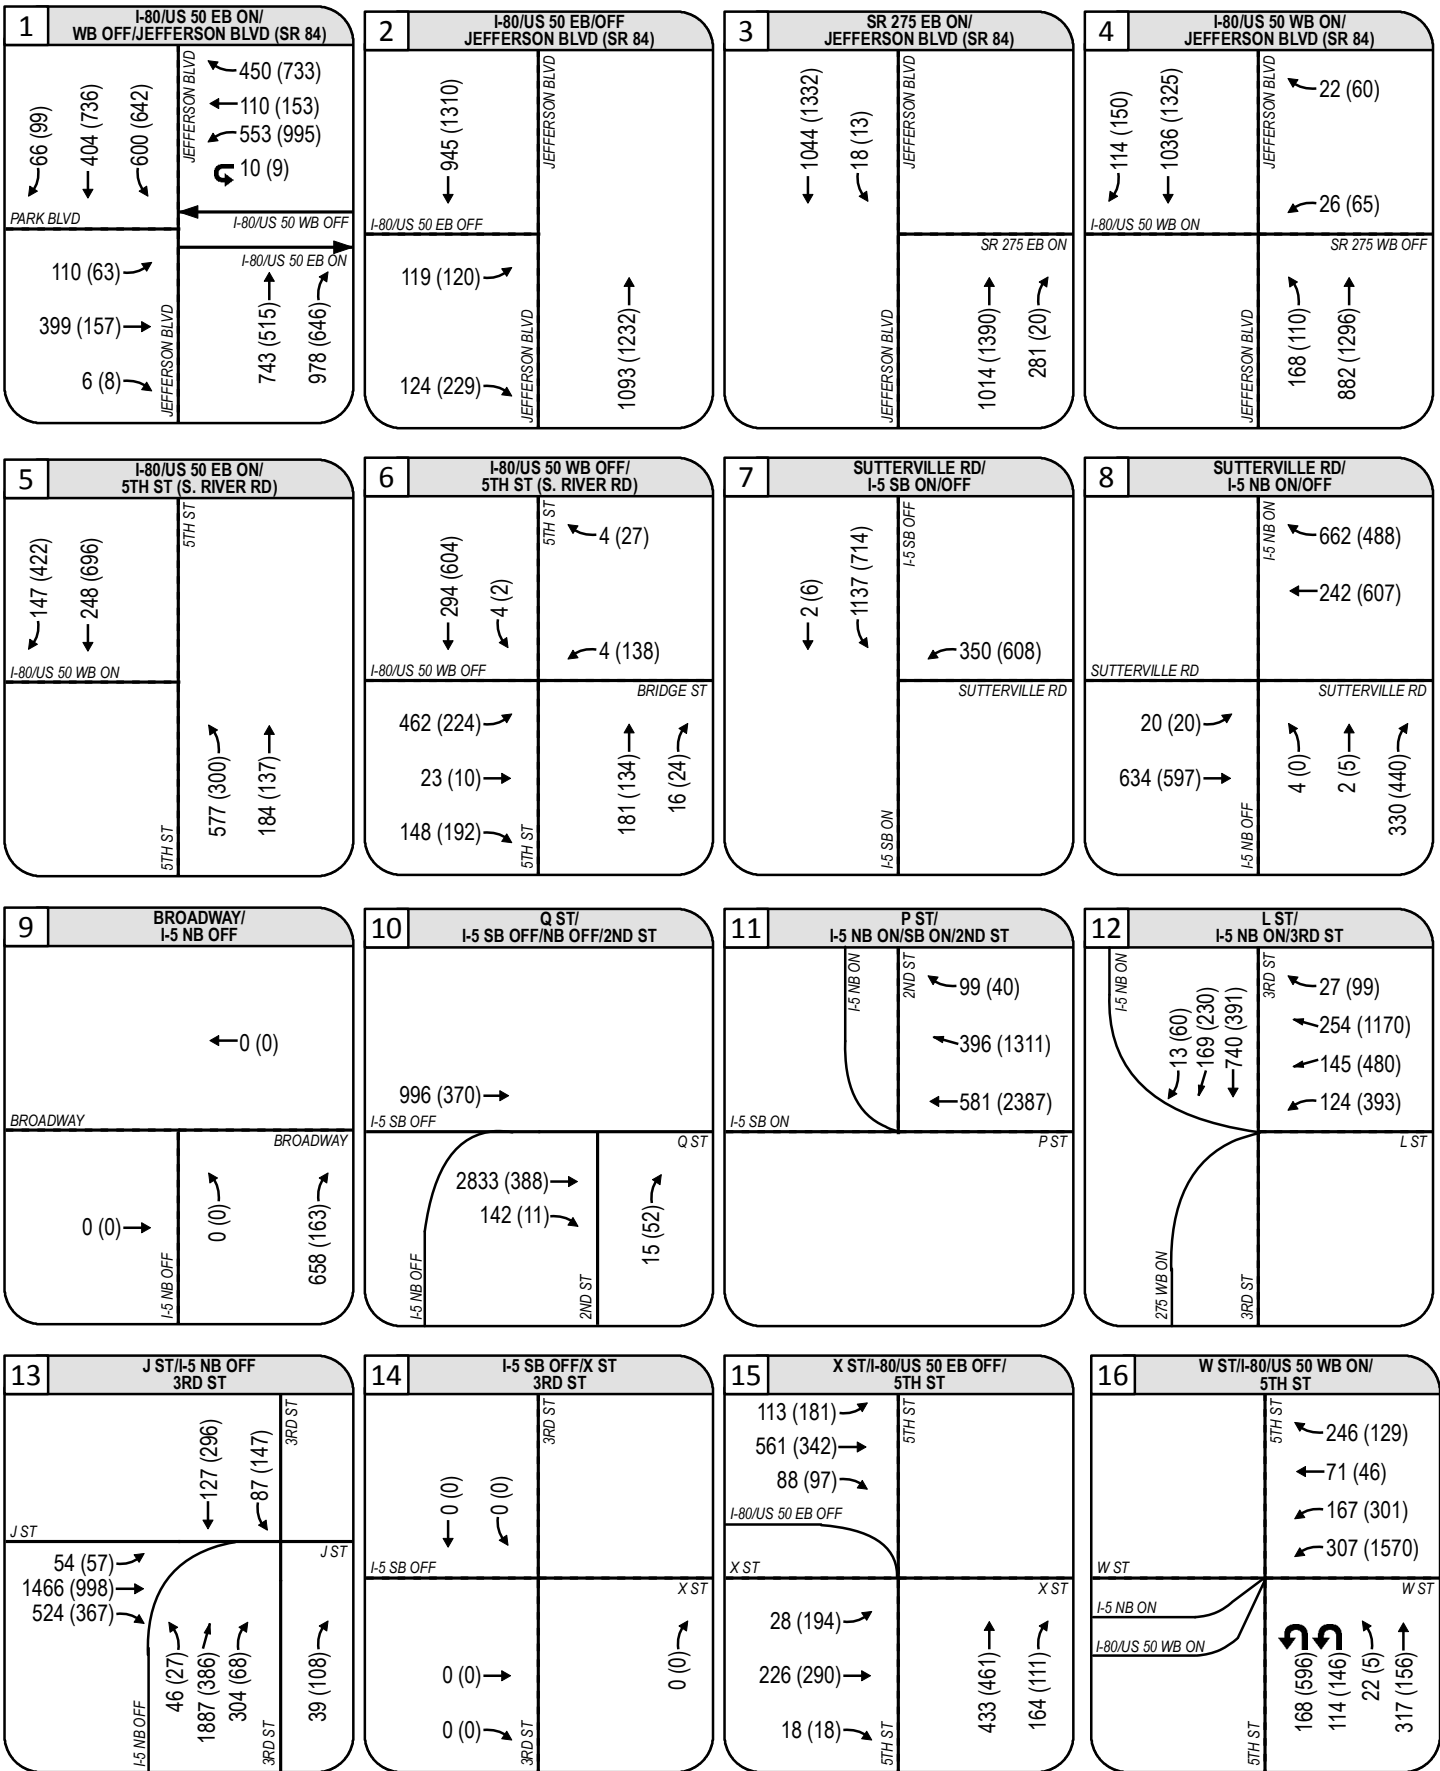 1
I-80/US 50 EB ON/
WB OFF/JEFFERSON BLVD (SR 84)
66 (99)
404 (736)
600 (642)
JEFFERSON BLVD
450 (733)
110 (153)
553 (995)
10 (9)
PARK BLVD
I-80/US 50 WB OFF
I-80/US 50 EB ON
110 (63)
399 (157)
6 (8)
JEFFERSON BLVD
743 (515)
978 (646)
2
I-80/US 50 EB/OFF
JEFFERSON BLVD (SR 84)
945 (1310)
JEFFERSON BLVD
I-80/US 50 EB OFF
119 (120)
124 (229)
JEFFERSON BLVD
1093 (1232)
3
SR 275 EB ON/
JEFFERSON BLVD (SR 84)
1044 (1332)
18 (13)
JEFFERSON BLVD
SR 275 EB ON
JEFFERSON BLVD
1014 (1390)
281 (20)
4
I-80/US 50 WB ON/
JEFFERSON BLVD (SR 84)
114 (150)
1036 (1325)
JEFFERSON BLVD
22 (60)
26 (65)
I-80/US 50 WB ON
SR 275 WB OFF
JEFFERSON BLVD
168 (110)
882 (1296)
5
I-80/US 50 EB ON/
5TH ST (S. RIVER RD)
147 (422)
248 (696)
5TH ST
I-80/US 50 WB ON
5TH ST
577 (300)
184 (137)
6
I-80/US 50 WB OFF/
5TH ST (S. RIVER RD)
294 (604)
4 (2)
5TH ST
4 (27)
4 (138)
I-80/US 50 WB OFF
BRIDGE ST
462 (224)
23 (10)
148 (192)
5TH ST
181 (134)
16 (24)
7
SUTTERVILLE RD/
I-5 SB ON/OFF
2 (6)
1137 (714)
I-5 SB OFF
350 (608)
SUTTERVILLE RD
I-5 SB ON
8
SUTTERVILLE RD/
I-5 NB ON/OFF
I-5 NB ON
662 (488)
242 (607)
SUTTERVILLE RD
SUTTERVILLE RD
20 (20)
634 (597)
I-5 NB OFF
4 (0)
2 (5)
330 (440)
9
BROADWAY/
I-5 NB OFF
0 (0)
BROADWAY
BROADWAY
0 (0)
I-5 NB OFF
0 (0)
658 (163)
10
Q ST/
I-5 SB OFF/NB OFF/2ND ST
996 (370)
I-5 SB OFF
Q ST
2833 (388)
142 (11)
I-5 NB OFF
2ND ST
15 (52)
11
P ST/
I-5 NB ON/SB ON/2ND ST
I-5 NB ON
2ND ST
99 (40)
396 (1311)
581 (2387)
I-5 SB ON
P ST
12
L ST/
I-5 NB ON/3RD ST
I-5 NB ON
13 (60)
169 (230)
740 (391)
3RD ST
27 (99)
254 (1170)
145 (480)
124 (393)
L ST
275 WB ON
3RD ST
13
J ST/I-5 NB OFF
3RD ST
127 (296)
87 (147)
3RD ST
J ST
J ST
54 (57)
1466 (998)
524 (367)
I-5 NB OFF
46 (27)
1887 (386)
304 (68)
3RD ST
39 (108)
14
I-5 SB OFF/X ST
3RD ST
0 (0)
0 (0)
3RD ST
I-5 SB OFF
X ST
0 (0)
0 (0)
3RD ST
0 (0)
15
X ST/I-80/US 50 EB OFF/
5TH ST
113 (181)
561 (342)
88 (97)
5TH ST
I-80/US 50 EB OFF
X ST
X ST
28 (194)
226 (290)
18 (18)
5TH ST
433 (461)
164 (111)
16
W ST/I-80/US 50 WB ON/
5TH ST
5TH ST
246 (129)
71 (46)
167 (301)
307 (1570)
W ST
W ST
I-5 NB ON
I-80/US 50 WB ON
5TH ST
168 (596)
114 (146)
22 (5)
317 (156)